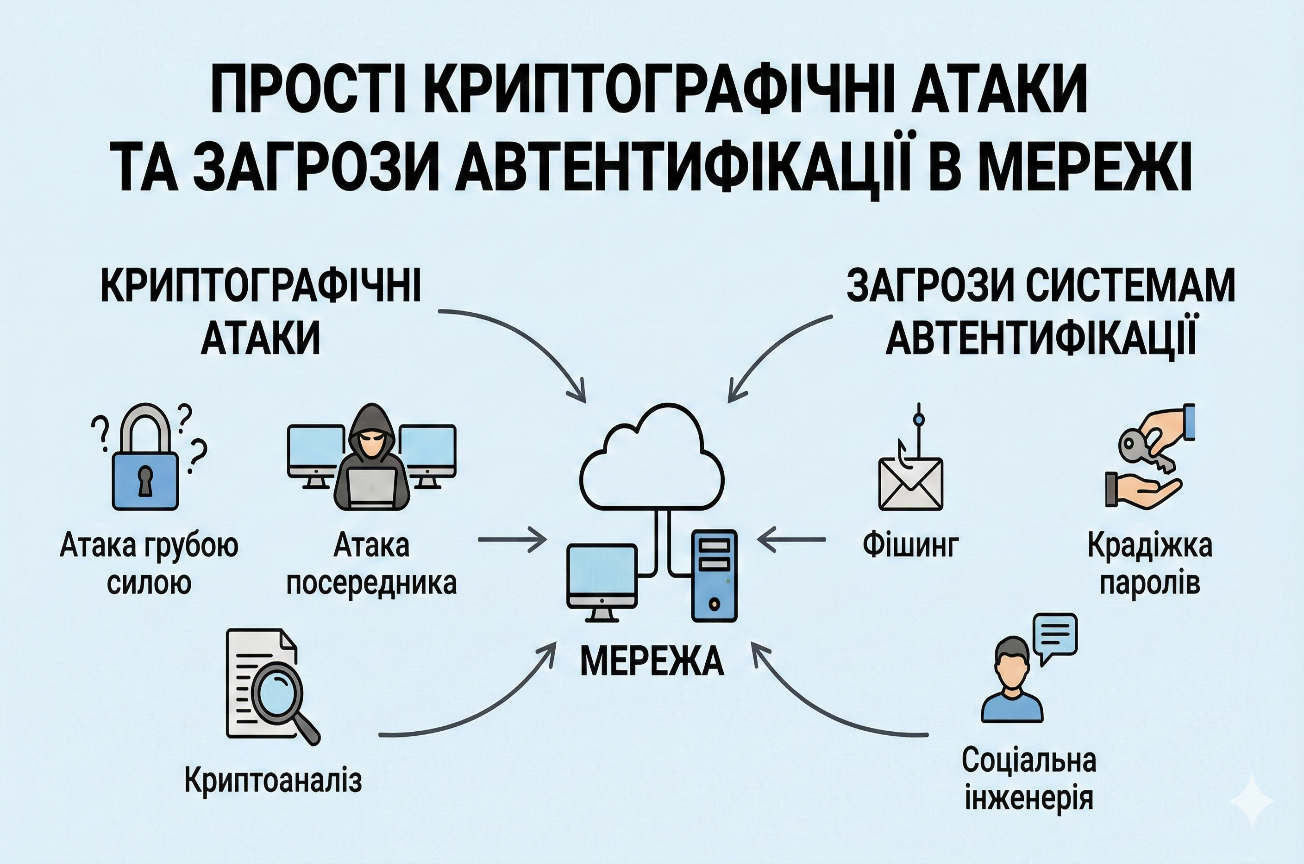 ПРОСТІ КРИПТОГРАФІЧНІ АТАКИ
ТА ЗАГРОЗИ АВТЕНТИФІКАЦІЇ В МЕРЕЖІ
КРИПТОГРАФІЧНІ
АТАКИ
ЗАГРОЗИ СИСТЕМАМ
АВТЕНТИФІКАЦІЇ
? ? ?
Атака грубою
силою
Атака
посередника
Фішинг
Крадіжка
паролів
МЕРЕЖА
Криптоаналіз
Соціальна
інженерія